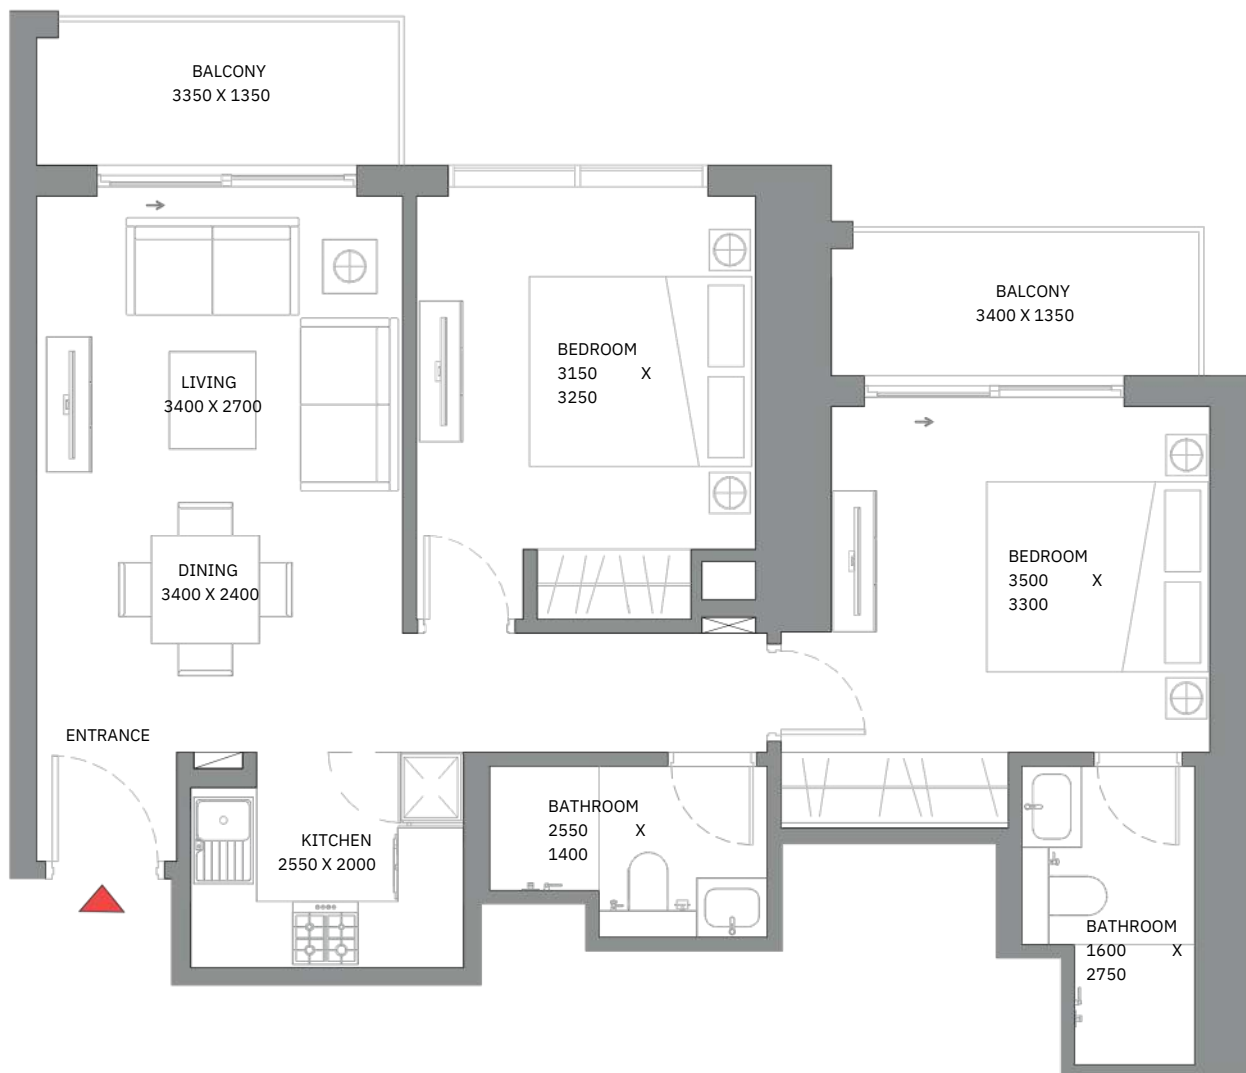 BALCONY
3350 X 1350
BALCONY
3400 X 1350
BEDROOM
3150 X
3250
LIVING
3400 X 2700
DINING
3400 X 2400
BEDROOM
3500 X
3300
ENTRANCE
KITCHEN
2550 X 2000
BATHROOM
2550 X
1400
BATHROOM
1600 X
2750